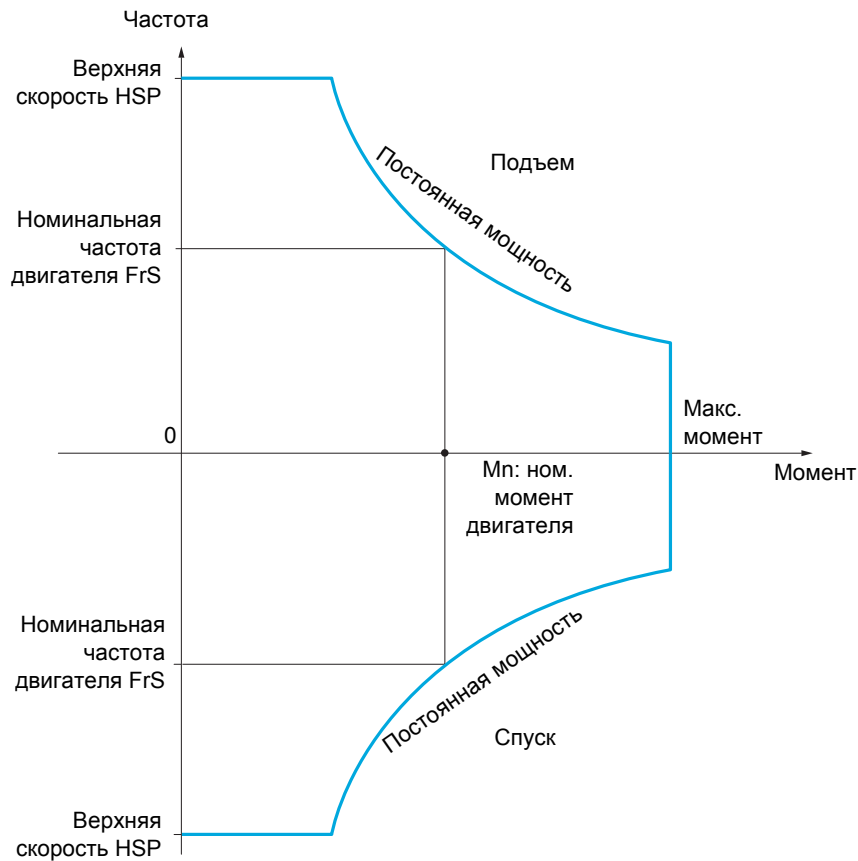 Частота
Верхняя
скорость HSP
Постоянная мощность
Подъем
Номинальная
частота
двигателя FrS
Макс.
момент
0
Момент
Mn: ном.
момент
двигателя
Номинальная
частота
двигателя FrS
Постоянная мощность
Спуск
Верхняя
скорость HSP